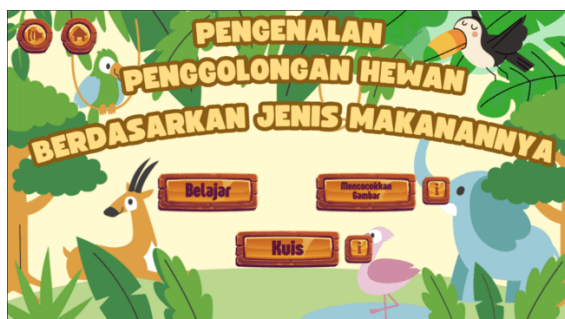 PENGENALAN
PENGGOLONGAN HEWAN
BERDASARKAN JENIS MAKANANNYA
Belajar
Mencocokkan
Gambar
i
Kuis
i